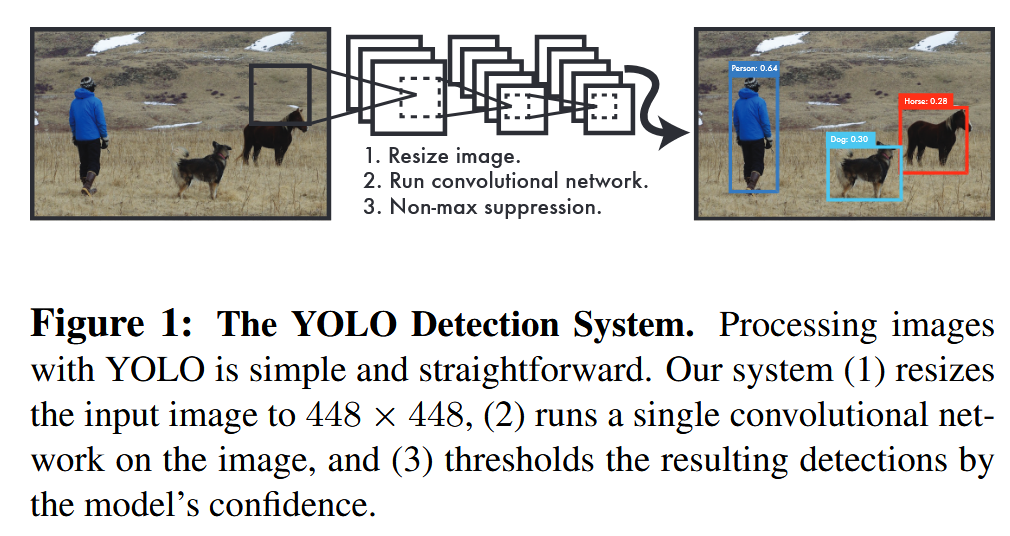 Person: 0.64
Horse: 0.28
Dog: 0.30
1. Resize image.
2. Run convolutional network.
3. Non-max suppression.
Figure 1: The YOLO Detection System. Processing images
with YOLO is simple and straightforward. Our system (1) resizes
the input image to 448 × 448, (2) runs a single convolutional net-
work on the image, and (3) thresholds the resulting detections by
the model’s confidence.